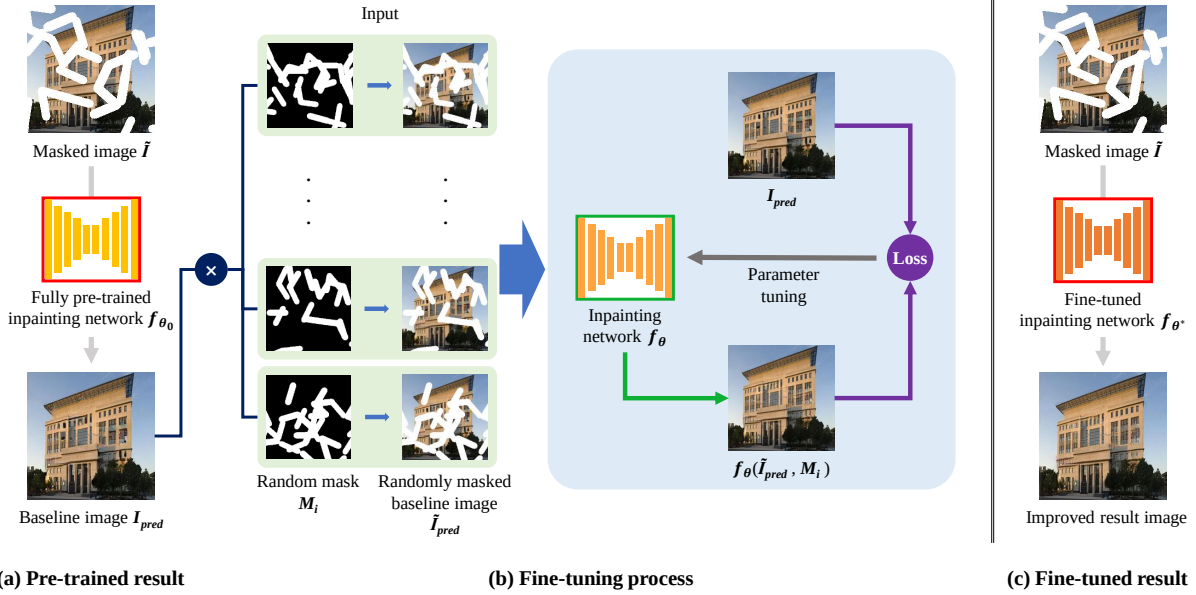 Input
Masked image Ĩ
Fully pre-trained
inpainting network f_θ₀
Baseline image I_pred
×
. .
. .
. .
Random mask
M_i
Randomly masked
baseline image
Ĩ_pred
I_pred
Loss
Parameter
tuning
Inpainting
network f_θ
f_θ(Ĩ_pred , M_i )
Masked image Ĩ
Fine-tuned
inpainting network f_θ*
Improved result image
(a) Pre-trained result
(b) Fine-tuning process
(c) Fine-tuned result